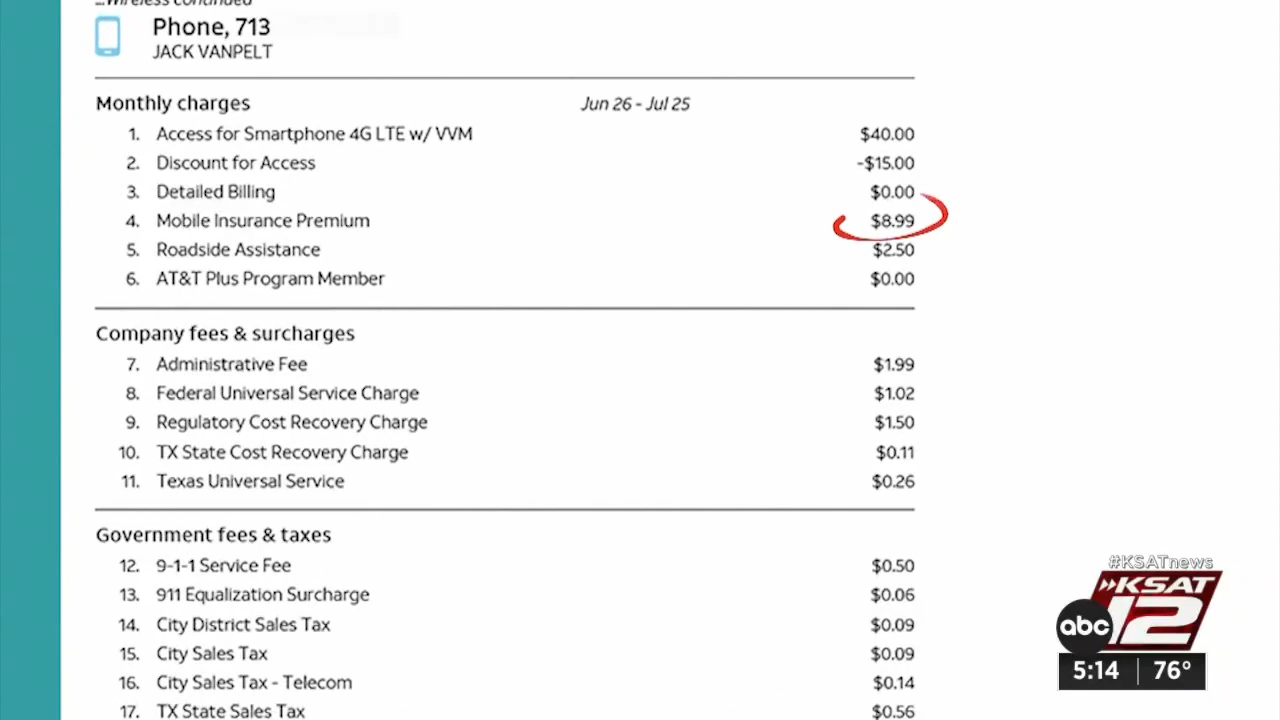 ...Wireless continued
Phone, 713
JACK VANPELT
Monthly charges Jun 26 - Jul 25
1. Access for Smartphone 4G LTE w/ VVM $40.00
2. Discount for Access -$15.00
3. Detailed Billing $0.00
4. Mobile Insurance Premium $8.99
5. Roadside Assistance $2.50
6. AT&T Plus Program Member $0.00
Company fees & surcharges
7. Administrative Fee $1.99
8. Federal Universal Service Charge $1.02
9. Regulatory Cost Recovery Charge $1.50
10. TX State Cost Recovery Charge $0.11
11. Texas Universal Service $0.26
Government fees & taxes
12. 9-1-1 Service Fee $0.50
13. 911 Equalization Surcharge $0.06
14. City District Sales Tax $0.09
15. City Sales Tax $0.09
16. City Sales Tax - Telecom $0.14
17. TX State Sales Tax $0.56
#KSATnews
KSAT
abc 12
5:14 76°